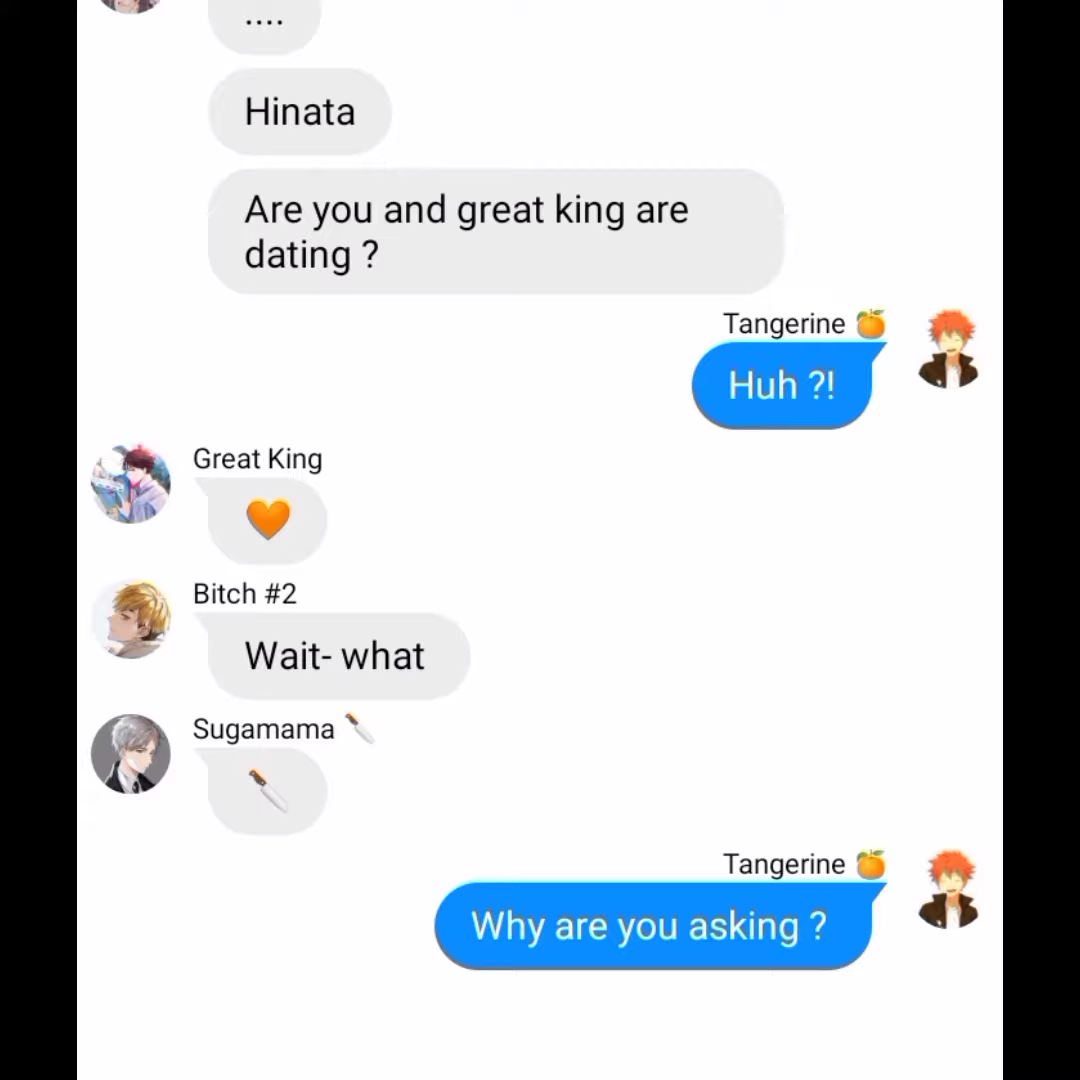 ....
Hinata
Are you and great king are
dating ?
Tangerine 🍊
Huh ?!
Great King
🧡
Bitch #2
Wait- what
Sugamama 🔪
🔪
Tangerine 🍊
Why are you asking ?